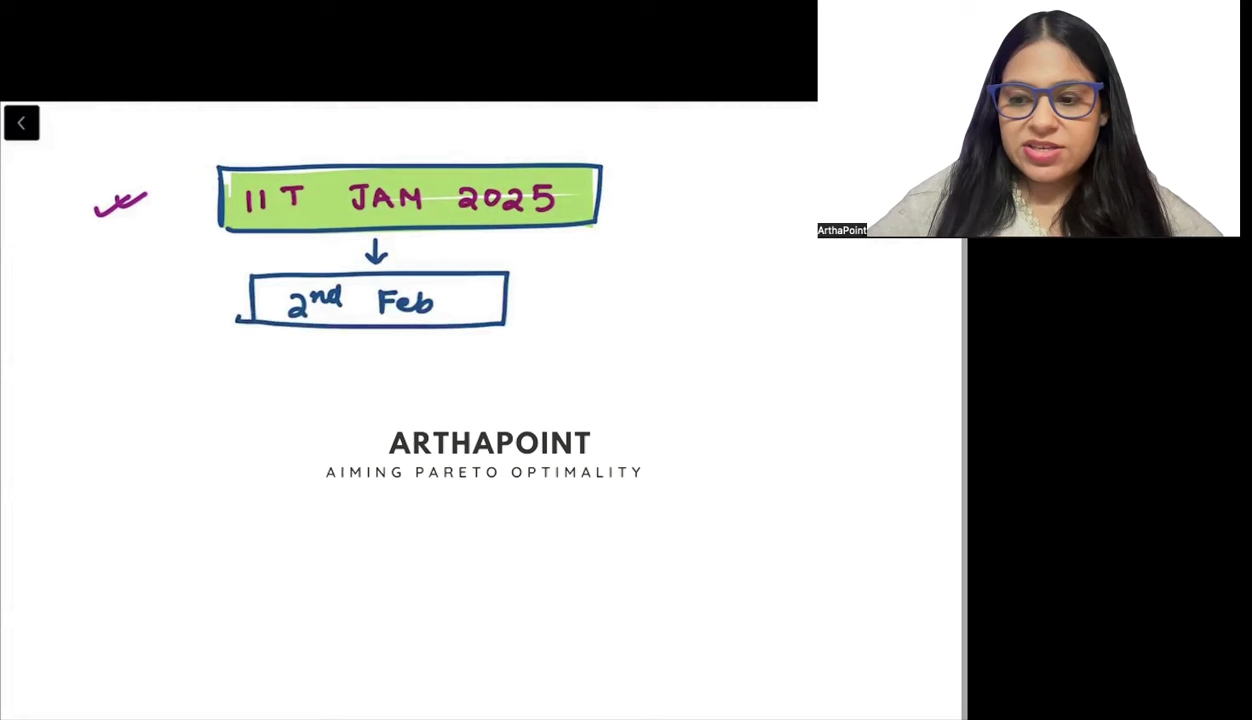 IIT JAM 2025
2nd Feb
ARTHAPOINT
AIMING PARETO OPTIMALITY
ArthaPoint